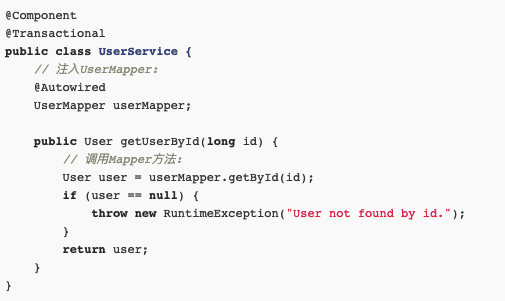 @Component
@Transactional
public class UserService {
    // 注入UserMapper:
    @Autowired
    UserMapper userMapper;

    public User getUserById(long id) {
        // 调用Mapper方法:
        User user = userMapper.getById(id);
        if (user == null) {
            throw new RuntimeException("User not found by id.");
        }
        return user;
    }
}